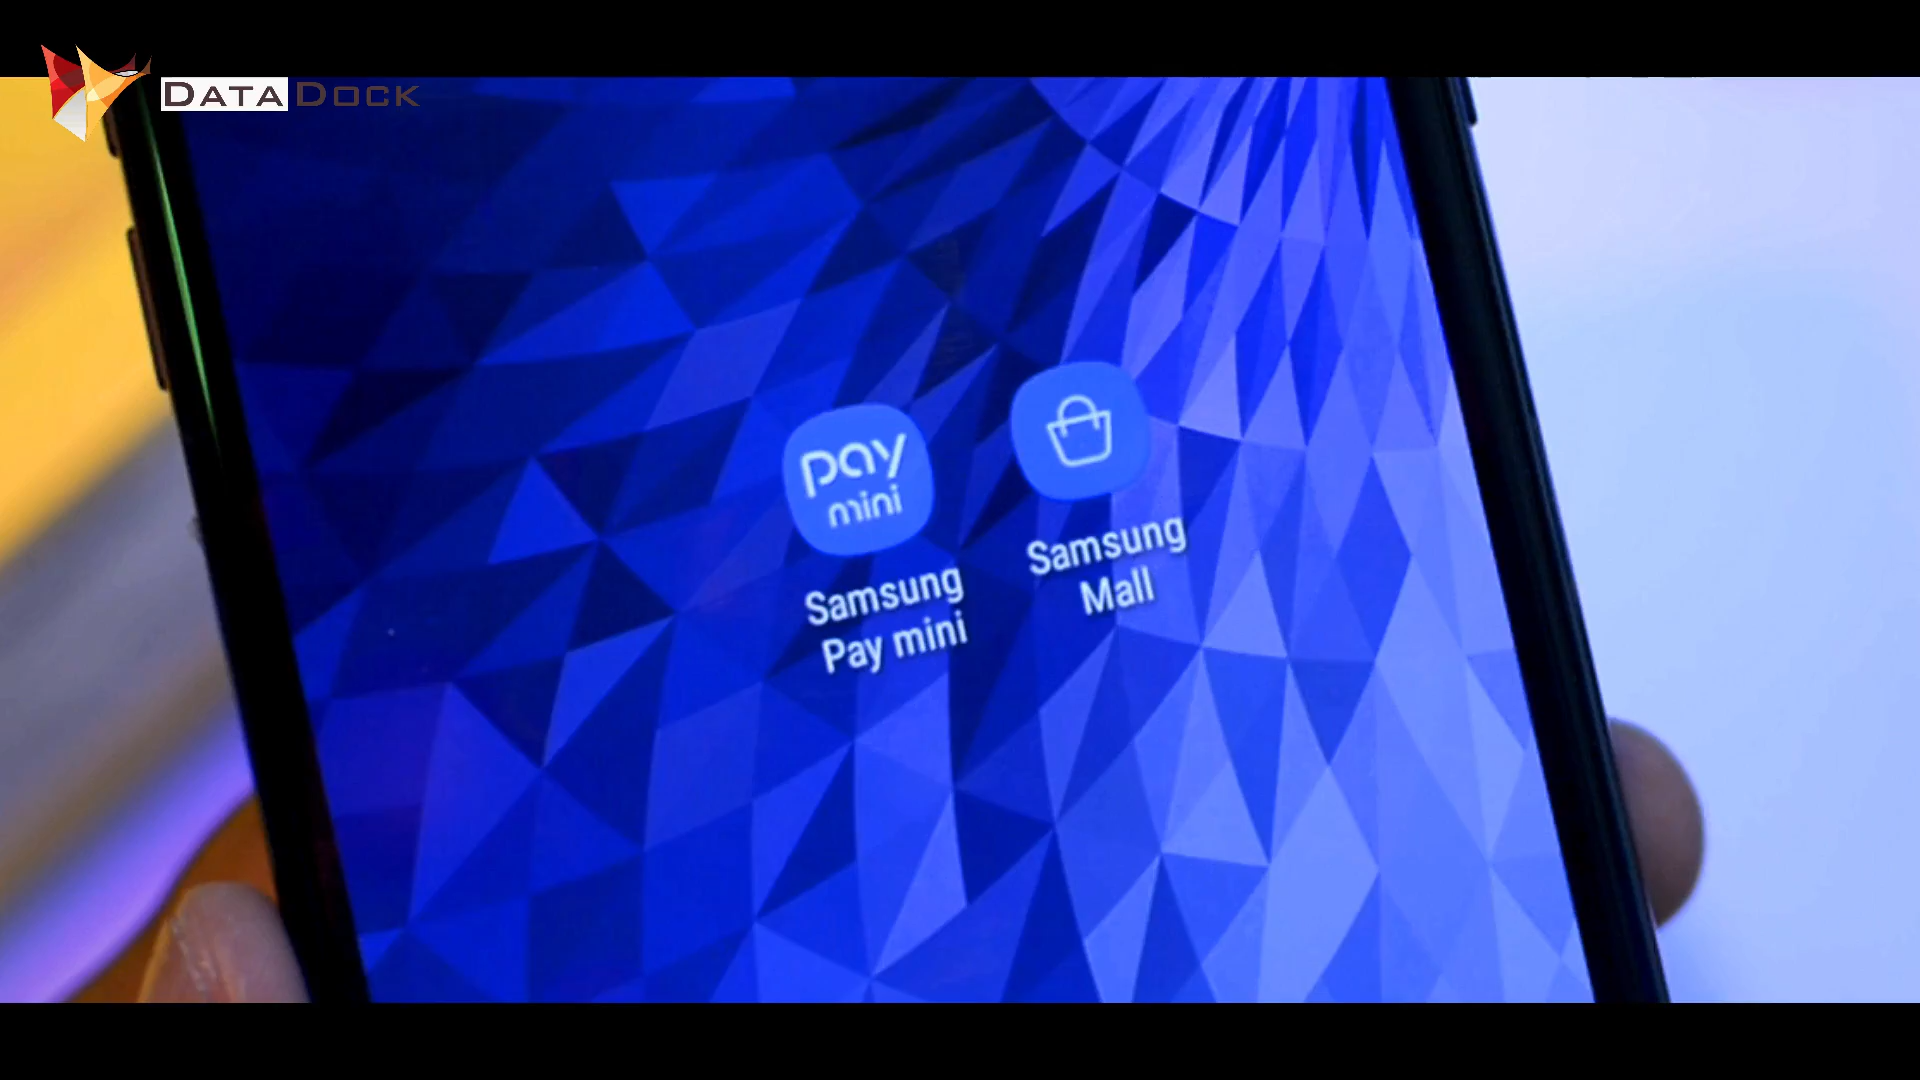 DATADOCK
pay
mini
Samsung
Pay mini
Samsung
Mall